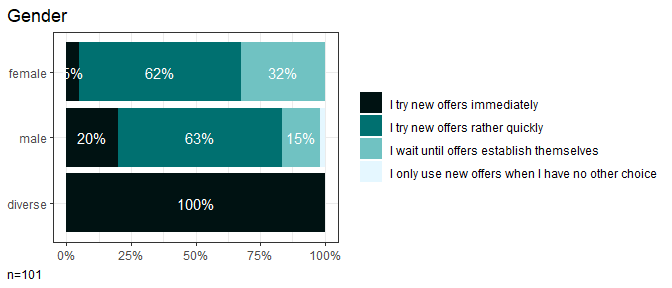 Gender
female 5% 62% 32%
male 20% 63% 15%
diverse 100%
0% 25% 50% 75% 100%
n=101
I try new offers immediately
I try new offers rather quickly
I wait until offers establish themselves
I only use new offers when I have no other choice